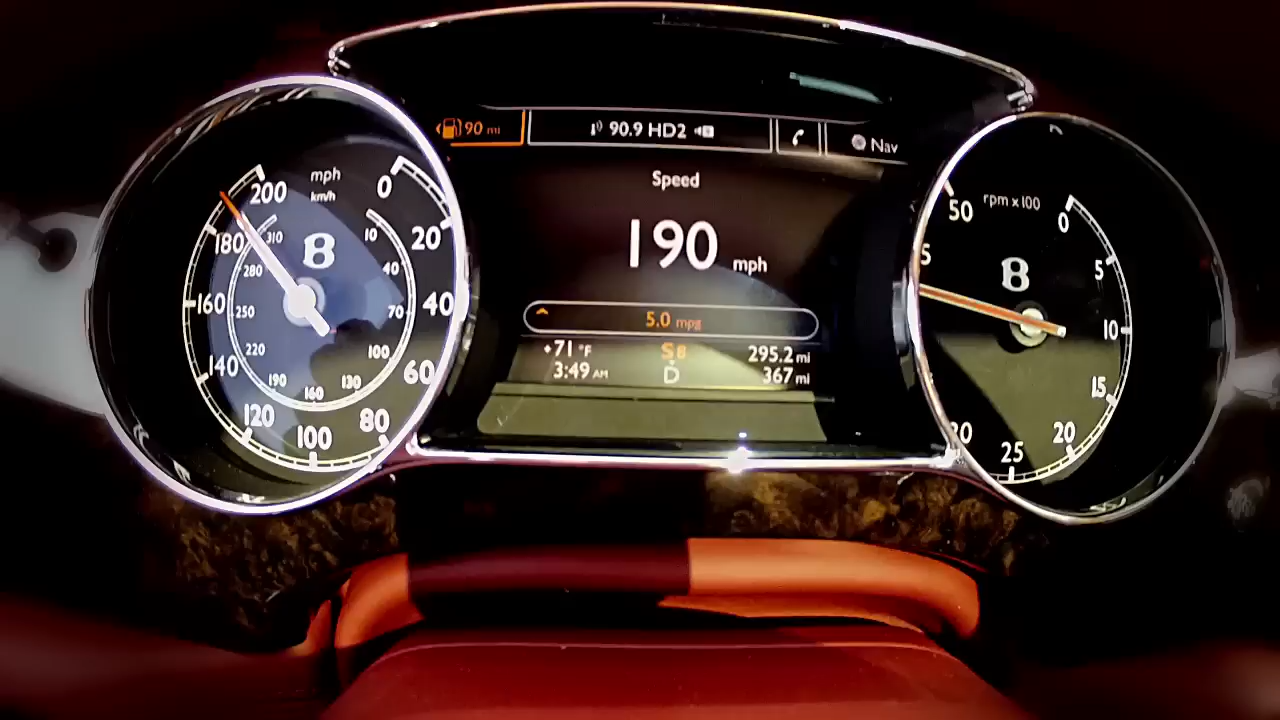 90 mi
90.9 HD2
Nav
Speed
190 mph
5.0 mpg
+71 °F
S8
295.2 mi
3:49 AM
D
367 mi
mph
km/h
0
20
40
60
80
100
120
140
160
180
200
10
40
70
100
130
160
190
220
250
280
310
B
rpm x 100
0
5
10
15
20
25
50
B